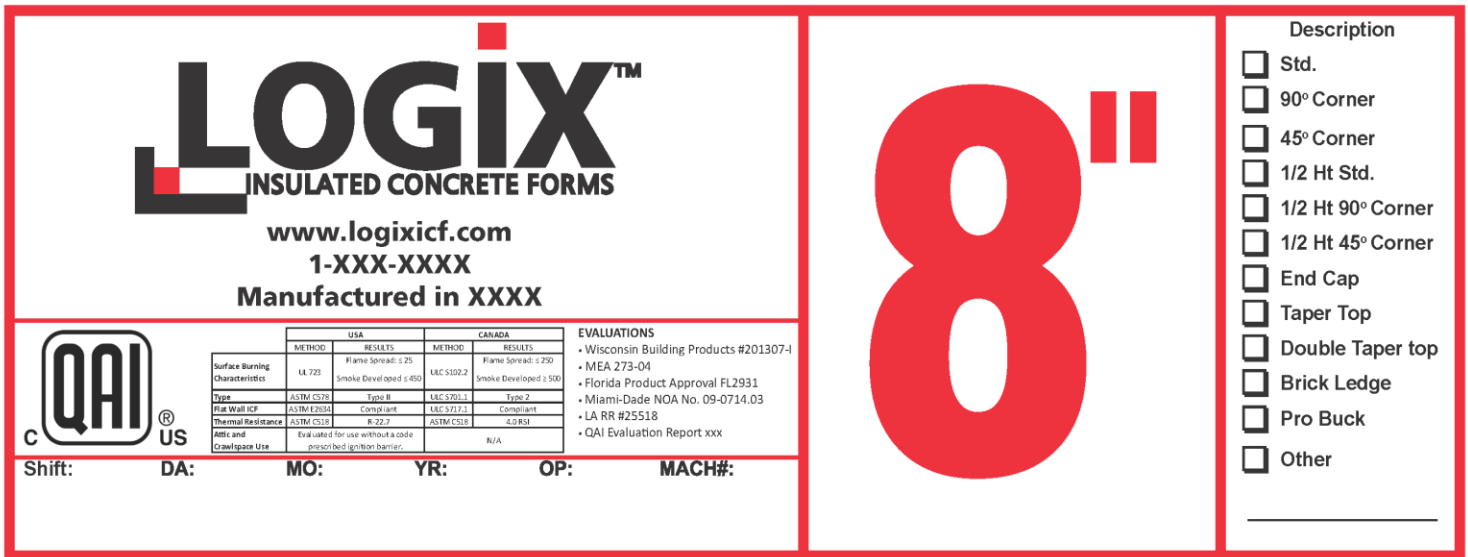 LOGIX™
INSULATED CONCRETE FORMS
www.logixicf.com
1-XXX-XXXX
Manufactured in XXXX
C QAI ® US
USA CANADA
METHOD RESULTS METHOD RESULTS
Surface Burning Characteristics UL 723 Flame Spread: ≤ 25 Smoke Developed ≤ 450 ULC S102.2 Flame Spread: ≤ 250 Smoke Developed ≥ 500
Type ASTM C578 Type II ULC S701.1 Type 2
Flat Wall ICF ASTM E2634 Compliant ULC S717.1 Compliant
Thermal Resistance ASTM C518 R-22.7 ASTM C518 4.0 RSI
Attic and Crawlspace Use Evaluated for use without a code prescribed ignition barrier. N/A
EVALUATIONS
• Wisconsin Building Products #201307-I
• MEA 273-04
• Florida Product Approval FL2931
• Miami-Dade NOA No. 09-0714.03
• LA RR #25518
• QAI Evaluation Report xxx
Shift: DA: MO: YR: OP: MACH#:
8"
Description
Std.
90° Corner
45° Corner
1/2 Ht Std.
1/2 Ht 90° Corner
1/2 Ht 45° Corner
End Cap
Taper Top
Double Taper top
Brick Ledge
Pro Buck
Other